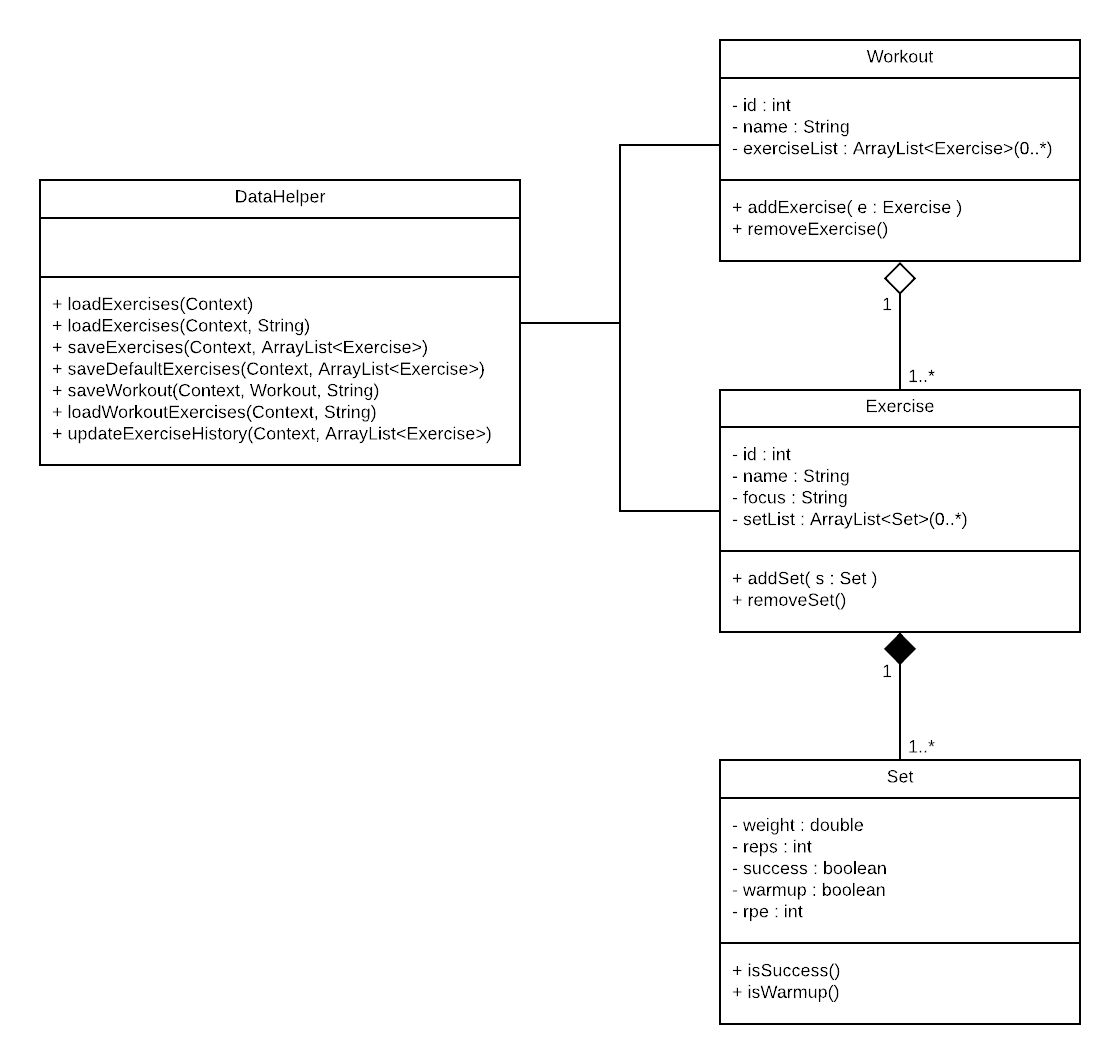 DataHelper
+ loadExercises(Context)
+ loadExercises(Context, String)
+ saveExercises(Context, ArrayList<Exercise>)
+ saveDefaultExercises(Context, ArrayList<Exercise>)
+ saveWorkout(Context, Workout, String)
+ loadWorkoutExercises(Context, String)
+ updateExerciseHistory(Context, ArrayList<Exercise>)
Workout
- id : int
- name : String
- exerciseList : ArrayList<Exercise>(0..*)
+ addExercise( e : Exercise )
+ removeExercise()
1
1..*
Exercise
- id : int
- name : String
- focus : String
- setList : ArrayList<Set>(0..*)
+ addSet( s : Set )
+ removeSet()
1
1..*
Set
- weight : double
- reps : int
- success : boolean
- warmup : boolean
- rpe : int
+ isSuccess()
+ isWarmup()